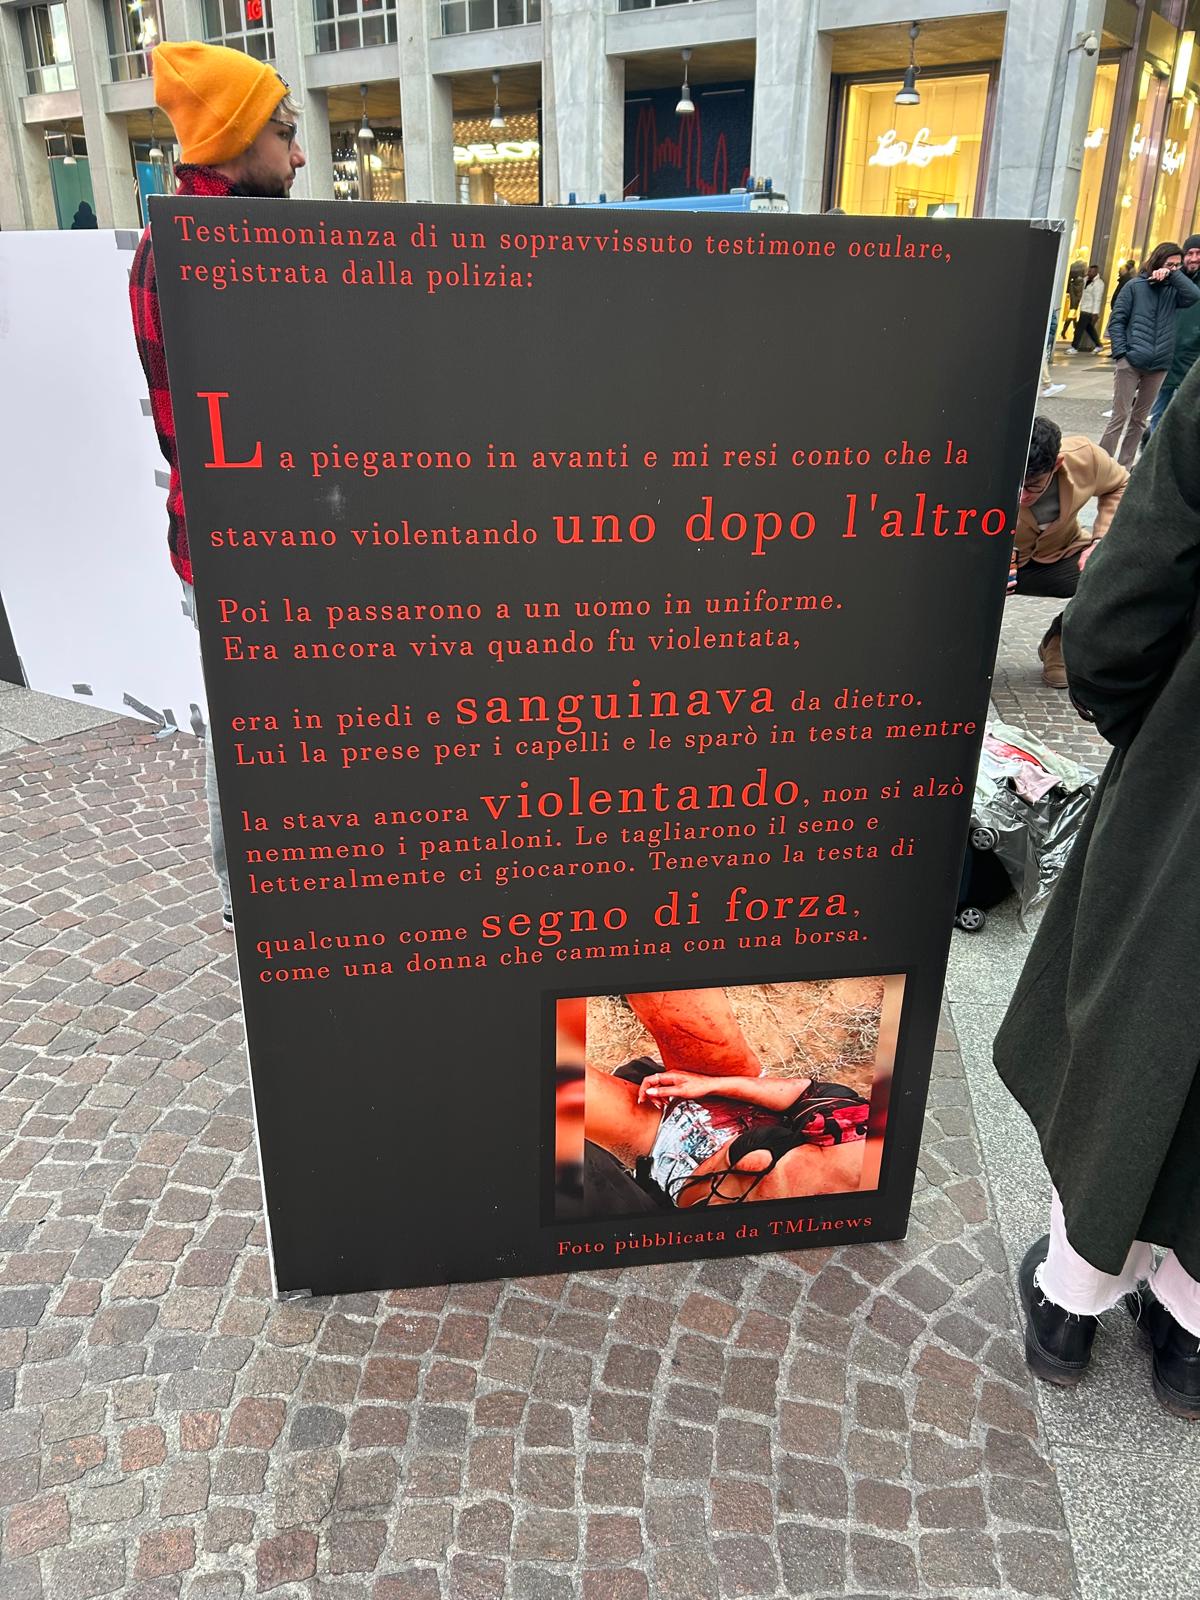 Testimonianza di un sopravvissuto testimone oculare,
registrata dalla polizia:
La piegarono in avanti e mi resi conto che la
stavano violentando uno dopo l'altro.
Poi la passarono a un uomo in uniforme.
Era ancora viva quando fu violentata,
era in piedi e sanguinava da dietro.
Lui la prese per i capelli e le sparò in testa mentre
la stava ancora violentando, non si alzò
nemmeno i pantaloni. Le tagliarono il seno e
letteralmente ci giocarono. Tenevano la testa di
qualcuno come segno di forza,
come una donna che cammina con una borsa.
Foto pubblicata da TMLnews